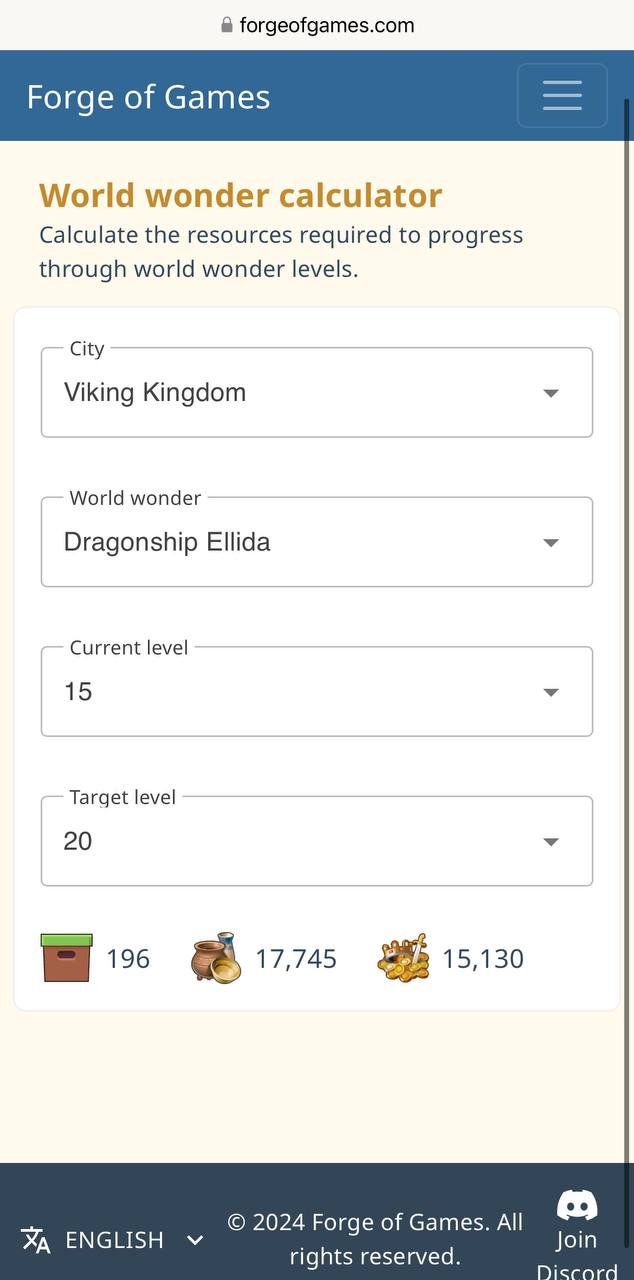 forgeofgames.com
Forge of Games
World wonder calculator
Calculate the resources required to progress
through world wonder levels.
City
Viking Kingdom
World wonder
Dragonship Ellida
Current level
15
Target level
20
196 17,745 15,130
ENGLISH
© 2024 Forge of Games. All
rights reserved.
Join
Discord